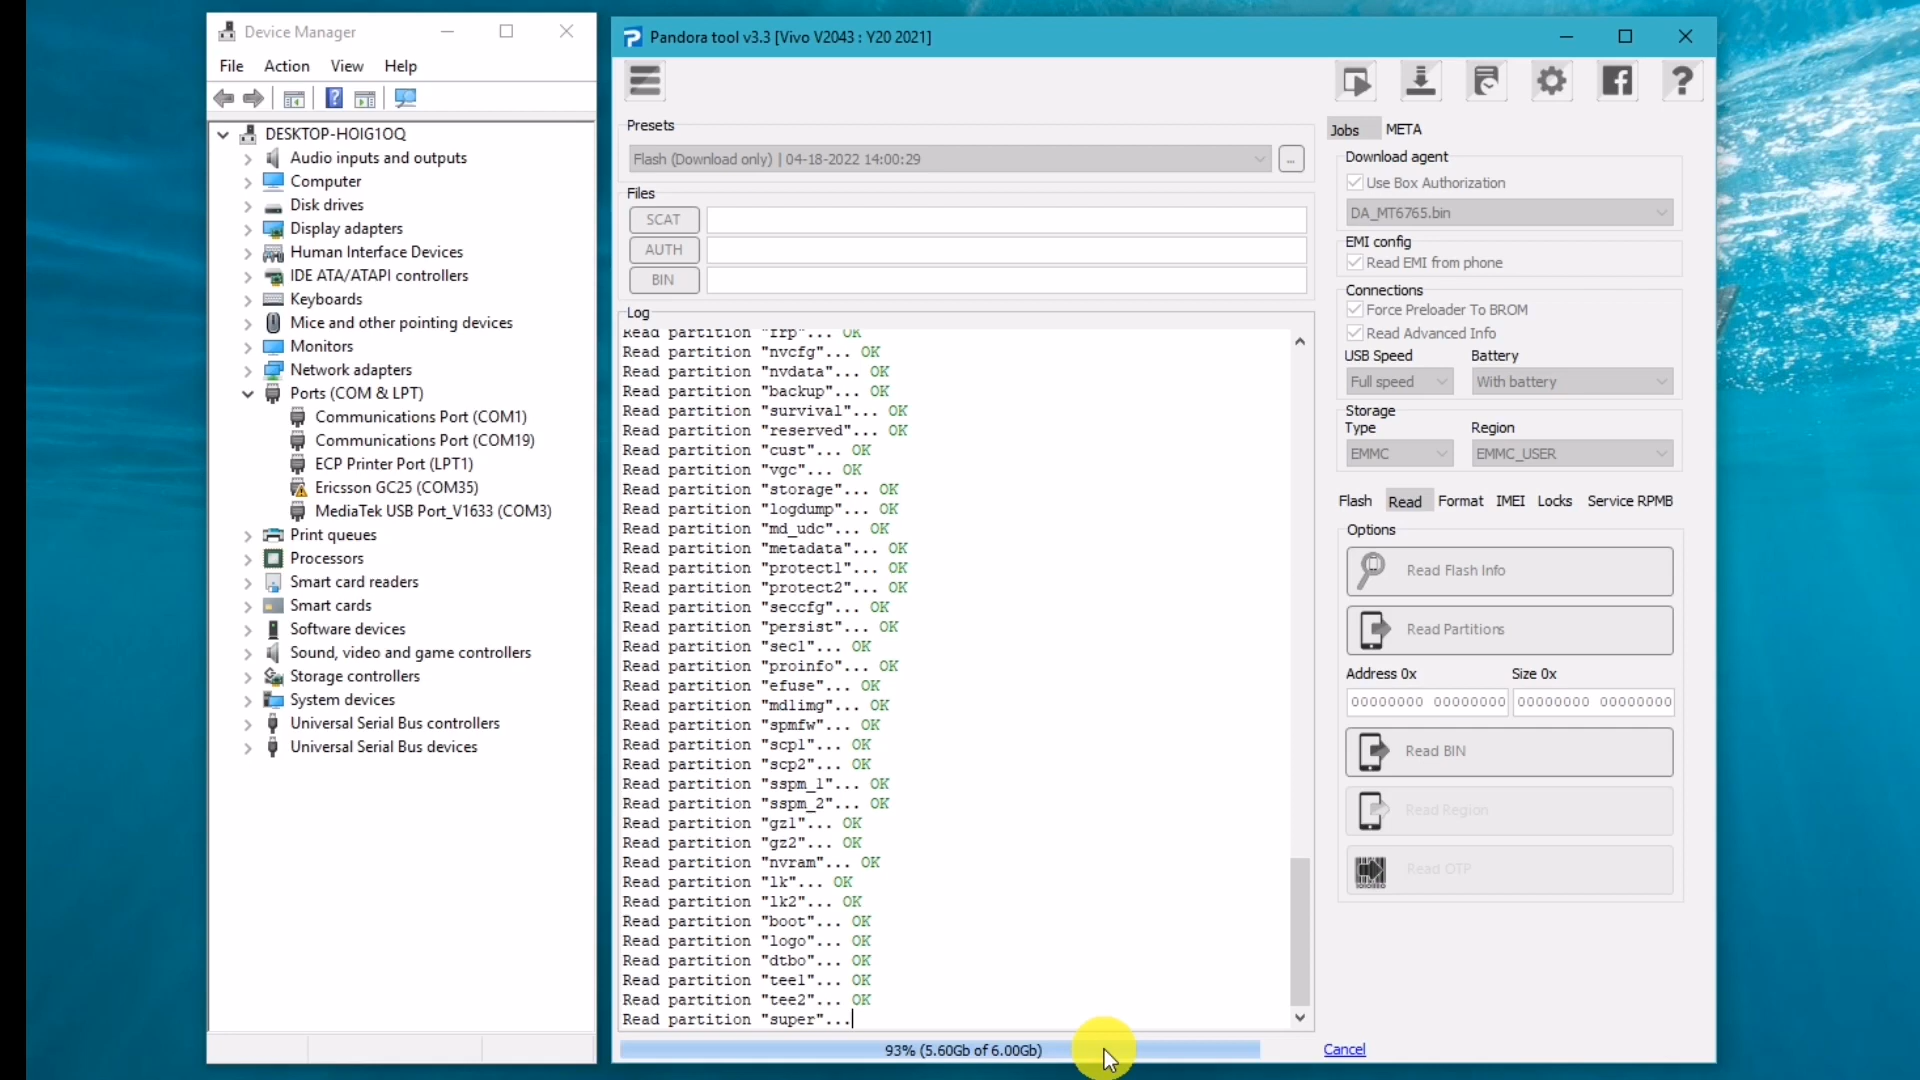 Device Manager
File Action View Help
DESKTOP-HOIG1OQ
Audio inputs and outputs
Computer
Disk drives
Display adapters
Human Interface Devices
IDE ATA/ATAPI controllers
Keyboards
Mice and other pointing devices
Monitors
Network adapters
Ports (COM & LPT)
Communications Port (COM1)
Communications Port (COM19)
ECP Printer Port (LPT1)
Ericsson GC25 (COM35)
MediaTek USB Port_V1633 (COM3)
Print queues
Processors
Smart card readers
Smart cards
Software devices
Sound, video and game controllers
Storage controllers
System devices
Universal Serial Bus controllers
Universal Serial Bus devices
Pandora tool v3.3 [Vivo V2043 : Y20 2021]
Presets
Flash (Download only) | 04-18-2022 14:00:29
...
Files
SCAT
AUTH
BIN
Log
Read partition "frp"... OK
Read partition "nvcfg"... OK
Read partition "nvdata"... OK
Read partition "backup"... OK
Read partition "survival"... OK
Read partition "reserved"... OK
Read partition "cust"... OK
Read partition "vgc"... OK
Read partition "storage"... OK
Read partition "logdump"... OK
Read partition "md_udc"... OK
Read partition "metadata"... OK
Read partition "protect1"... OK
Read partition "protect2"... OK
Read partition "seccfg"... OK
Read partition "persist"... OK
Read partition "sec1"... OK
Read partition "proinfo"... OK
Read partition "efuse"... OK
Read partition "md1img"... OK
Read partition "spmfw"... OK
Read partition "scp1"... OK
Read partition "scp2"... OK
Read partition "sspm_1"... OK
Read partition "sspm_2"... OK
Read partition "gz1"... OK
Read partition "gz2"... OK
Read partition "nvram"... OK
Read partition "lk"... OK
Read partition "lk2"... OK
Read partition "boot"... OK
Read partition "logo"... OK
Read partition "dtbo"... OK
Read partition "tee1"... OK
Read partition "tee2"... OK
Read partition "super"...
93% (5.60Gb of 6.00Gb)
Cancel
Jobs META
Download agent
Use Box Authorization
DA_MT6765.bin
EMI config
Read EMI from phone
Connections
Force Preloader To BROM
Read Advanced Info
USB Speed Battery
Full speed With battery
Storage
Type Region
EMMC EMMC_USER
Flash Read Format IMEI Locks Service RPMB
Options
Read Flash Info
Read Partitions
Address 0x Size 0x
00000000 00000000 00000000 00000000
Read BIN
Read Region
Read OTP